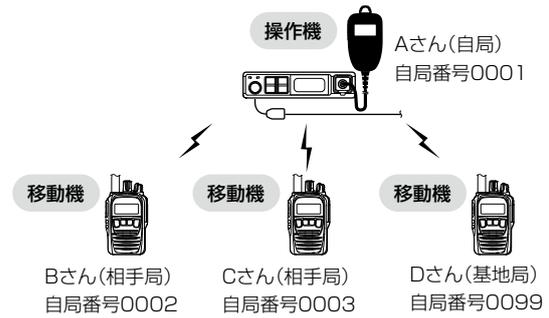 操作機
Aさん(自局)
自局番号0001
移動機
移動機
移動機
Bさん(相手局)
自局番号0002
Cさん(相手局)
自局番号0003
Dさん(基地局)
自局番号0099